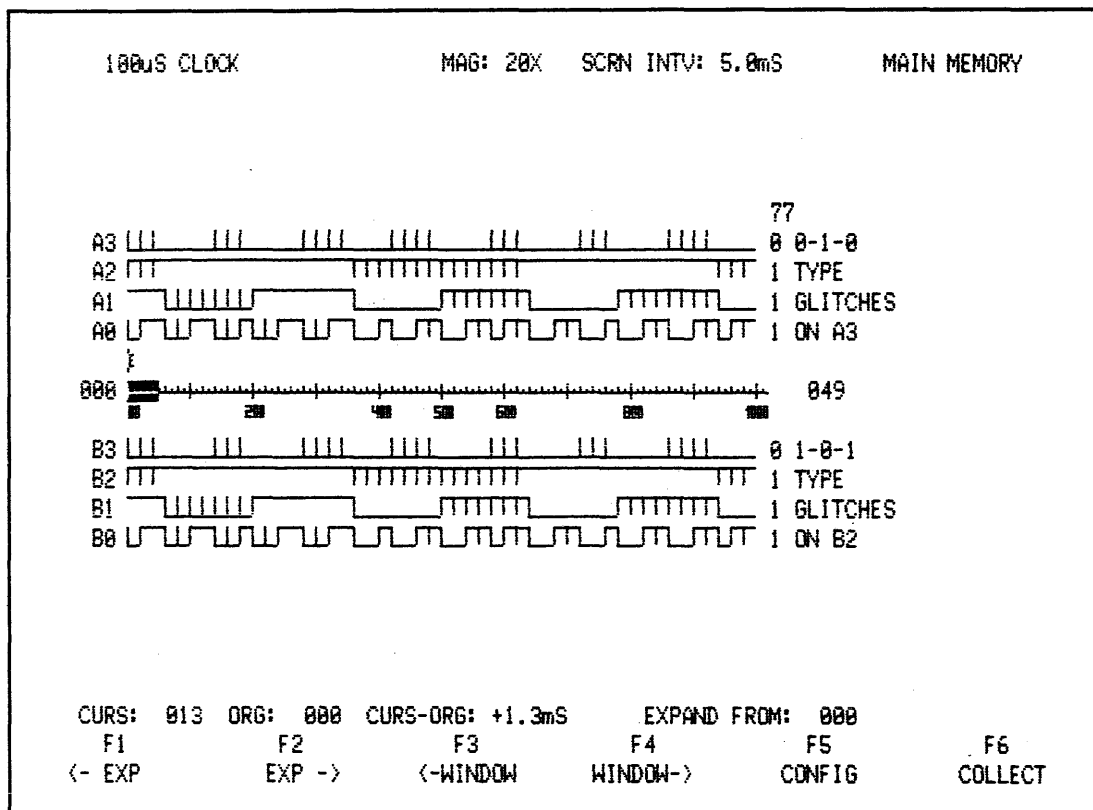 100uS CLOCK MAG: 20X SCRN INTV: 5.0mS MAIN MEMORY
77
A3 0 0-1-0
A2 1 TYPE
A1 1 GLITCHES
A0 1 ON A3
000 049
00 200 400 500 600 800 1000
B3 0 1-0-1
B2 1 TYPE
B1 1 GLITCHES
B0 1 ON B2
CURS: 013 ORG: 000 CURS-ORG: +1.3mS EXPAND FROM: 000
F1 F2 F3 F4 F5 F6
<- EXP EXP -> <-WINDOW WINDOW-> CONFIG COLLECT